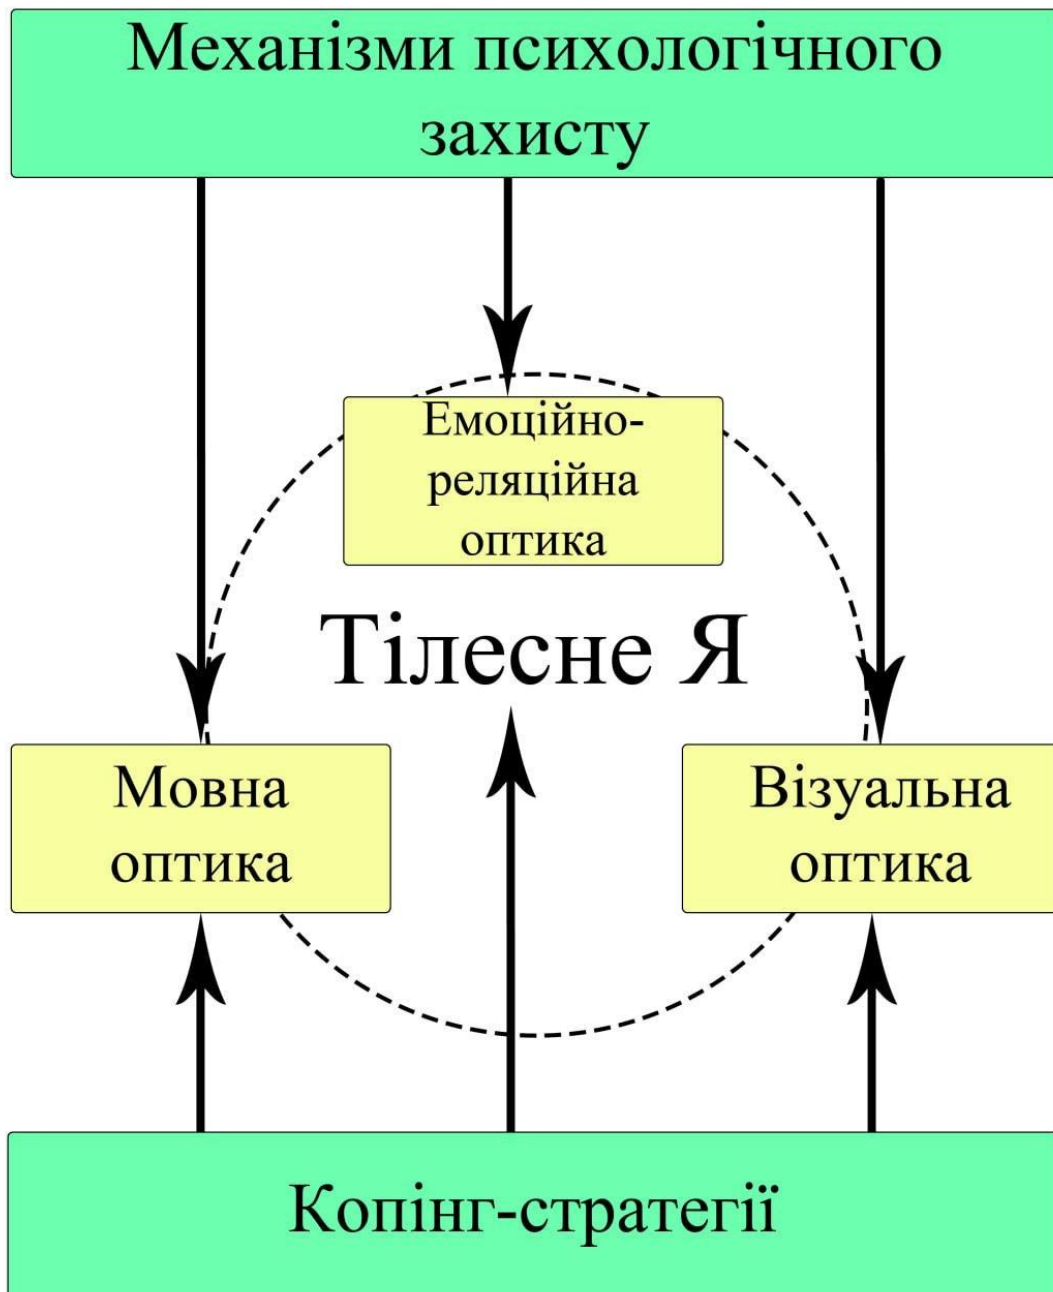 Механізми психологічного
захисту
Емоційно-
реляційна
оптика
Тілесне Я
Мовна
оптика
Візуальна
оптика
Копінг-стратегії